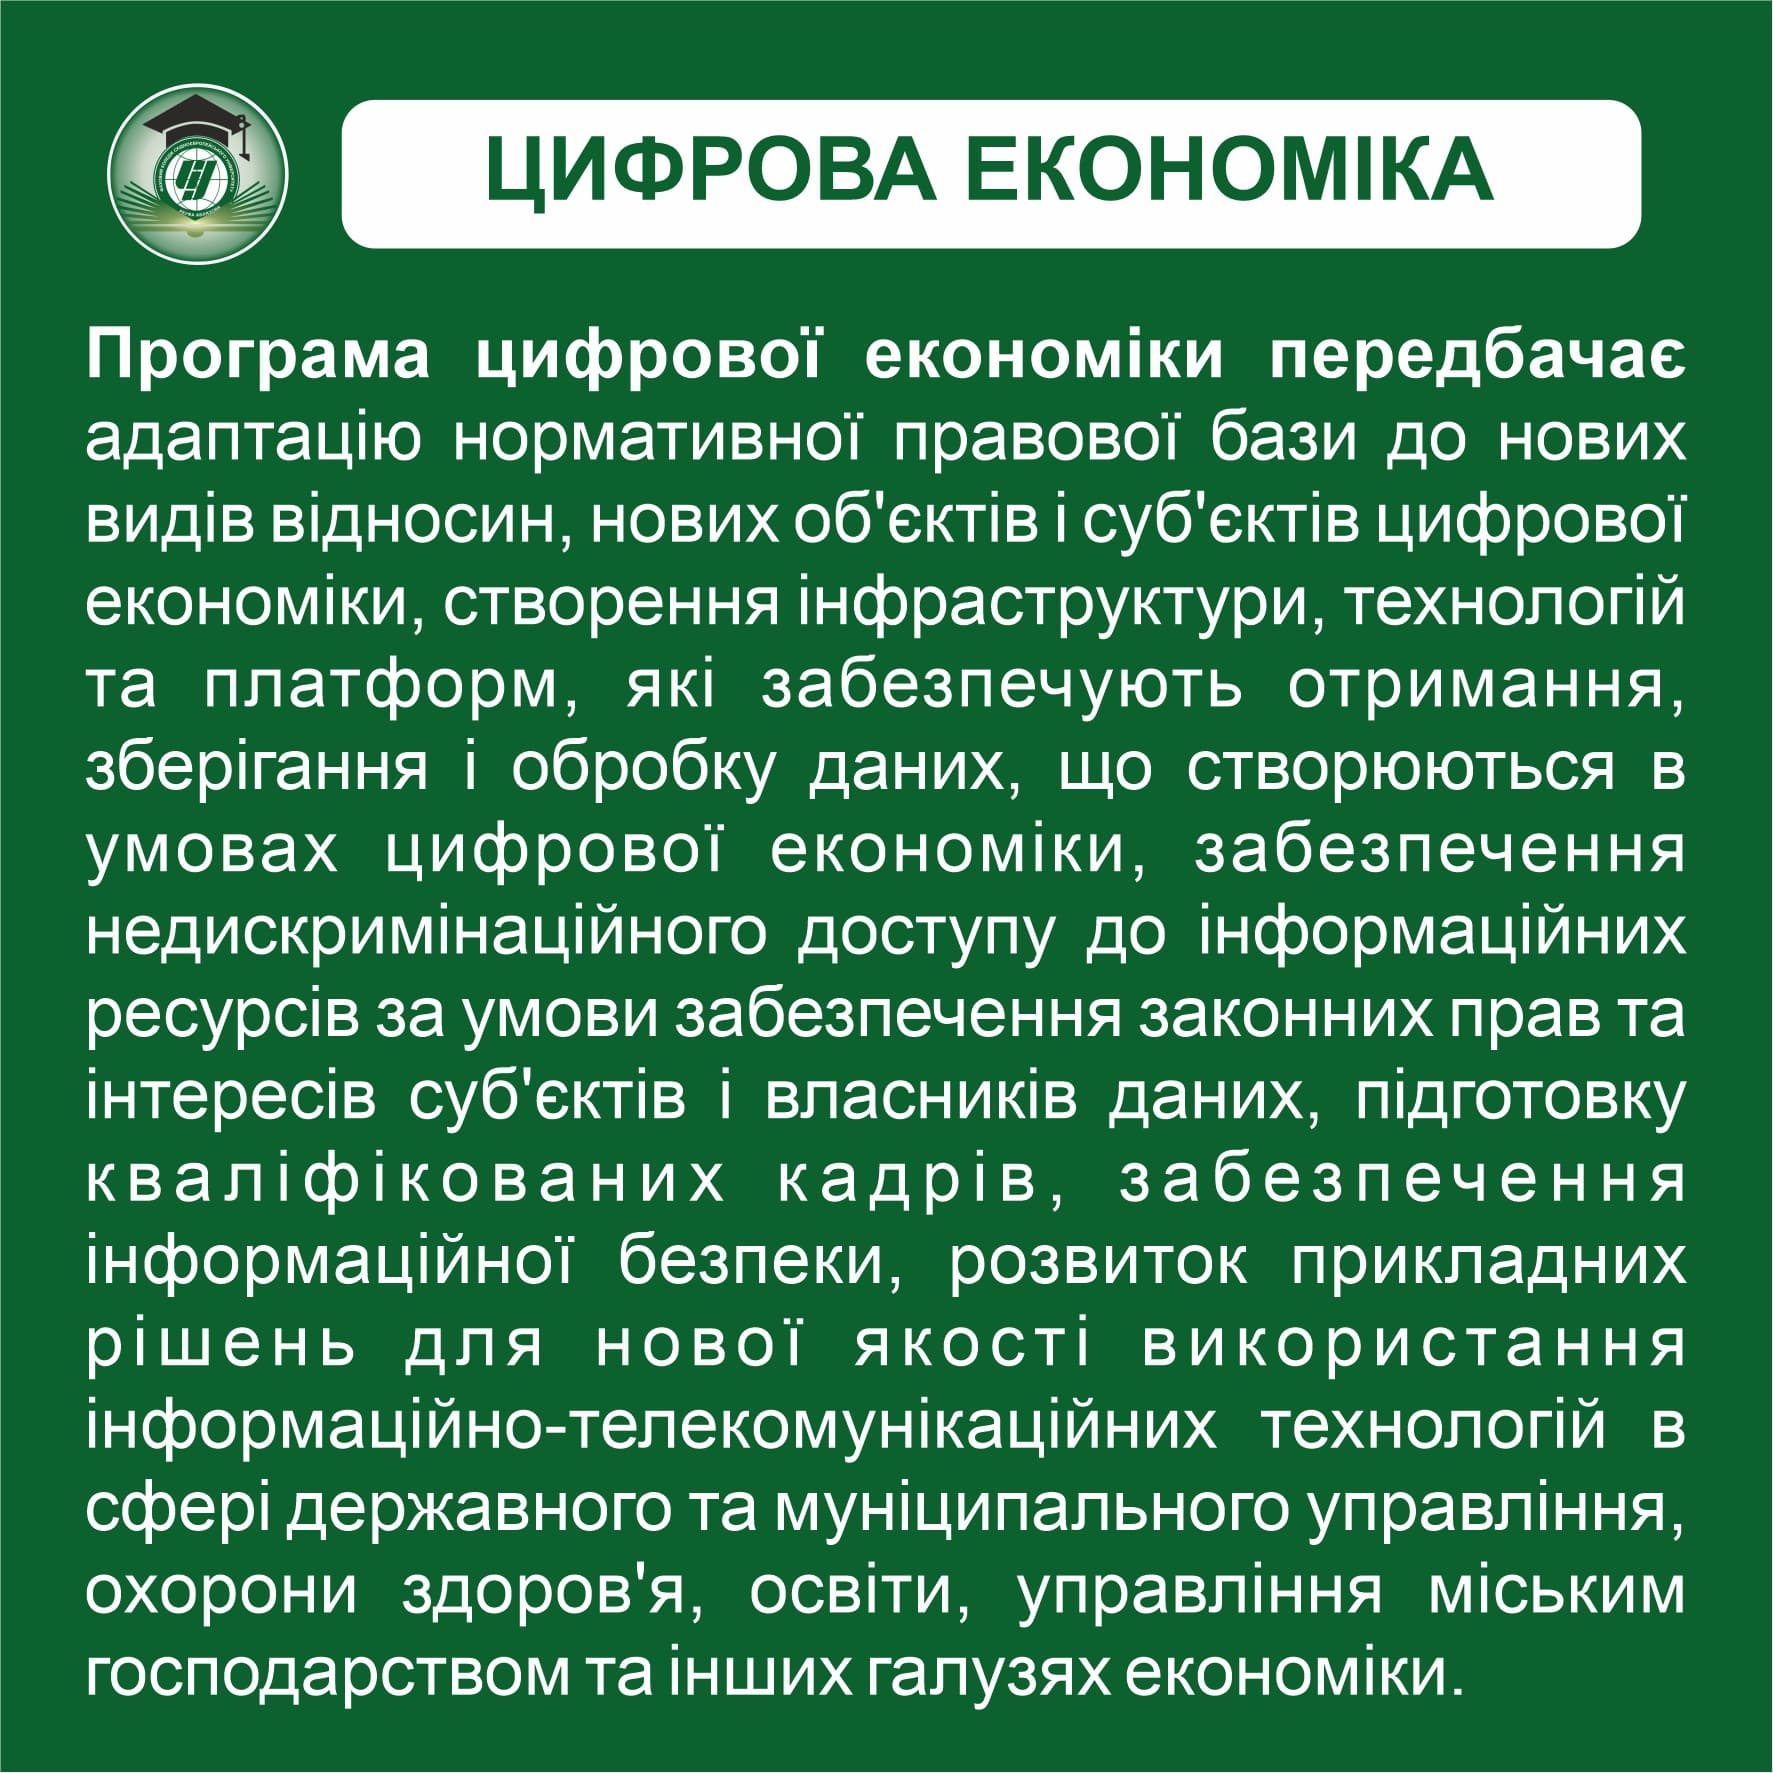 ЦИФРОВА ЕКОНОМІКА
Програма цифрової економіки передбачає
адаптацію нормативної правової бази до нових
видів відносин, нових об'єктів і суб'єктів цифрової
економіки, створення інфраструктури, технологій
та платформ, які забезпечують отримання,
зберігання і обробку даних, що створюються в
умовах цифрової економіки, забезпечення
недискримінаційного доступу до інформаційних
ресурсів за умови забезпечення законних прав та
інтересів суб'єктів і власників даних, підготовку
кваліфікованих кадрів, забезпечення
інформаційної безпеки, розвиток прикладних
рішень для нової якості використання
інформаційно-телекомунікаційних технологій в
сфері державного та муніципального управління,
охорони здоров'я, освіти, управління міським
господарством та інших галузях економіки.